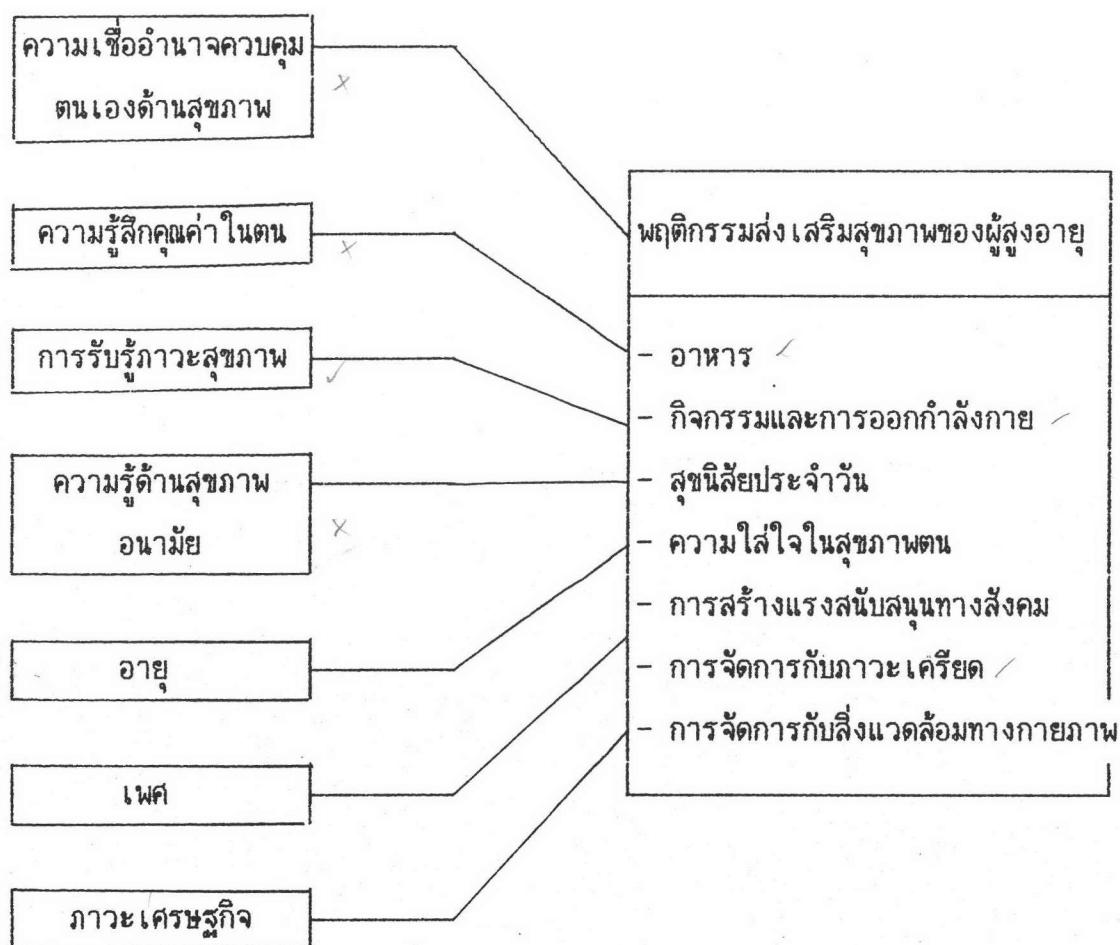 ความเชื่ออำนาจควบคุม
ตนเองด้านสุขภาพ
ความรู้สึกคุณค่าในตน
การรับรู้ภาวะสุขภาพ
ความรู้ด้านสุขภาพ
อนามัย
อายุ
เพศ
ภาวะเศรษฐกิจ
พฤติกรรมส่งเสริมสุขภาพของผู้สูงอายุ
- อาหาร
- กิจกรรมและการออกกำลังกาย
- สุขนิสัยประจำวัน
- ความใส่ใจในสุขภาพตน
- การสร้างแรงสนับสนุนทางสังคม
- การจัดการกับภาวะเครียด
- การจัดการกับสิ่งแวดล้อมทางกายภาพ